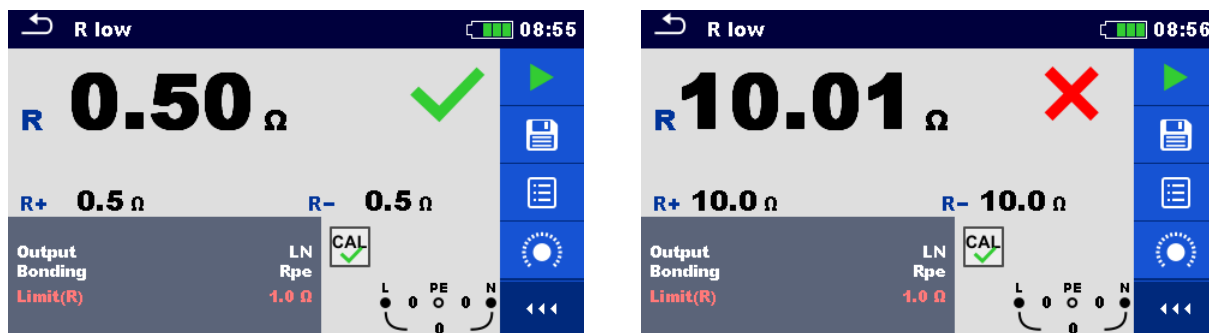 R low 08:55
R 0.50 Ω
R+ 0.5 Ω R- 0.5 Ω
Output LN
Bonding Rpe
Limit(R) 1.0 Ω
CAL
L PE N
0 0
0
R low 08:56
R 10.01 Ω
R+ 10.0 Ω R- 10.0 Ω
Output LN
Bonding Rpe
Limit(R) 1.0 Ω
CAL
L PE N
0 0
0